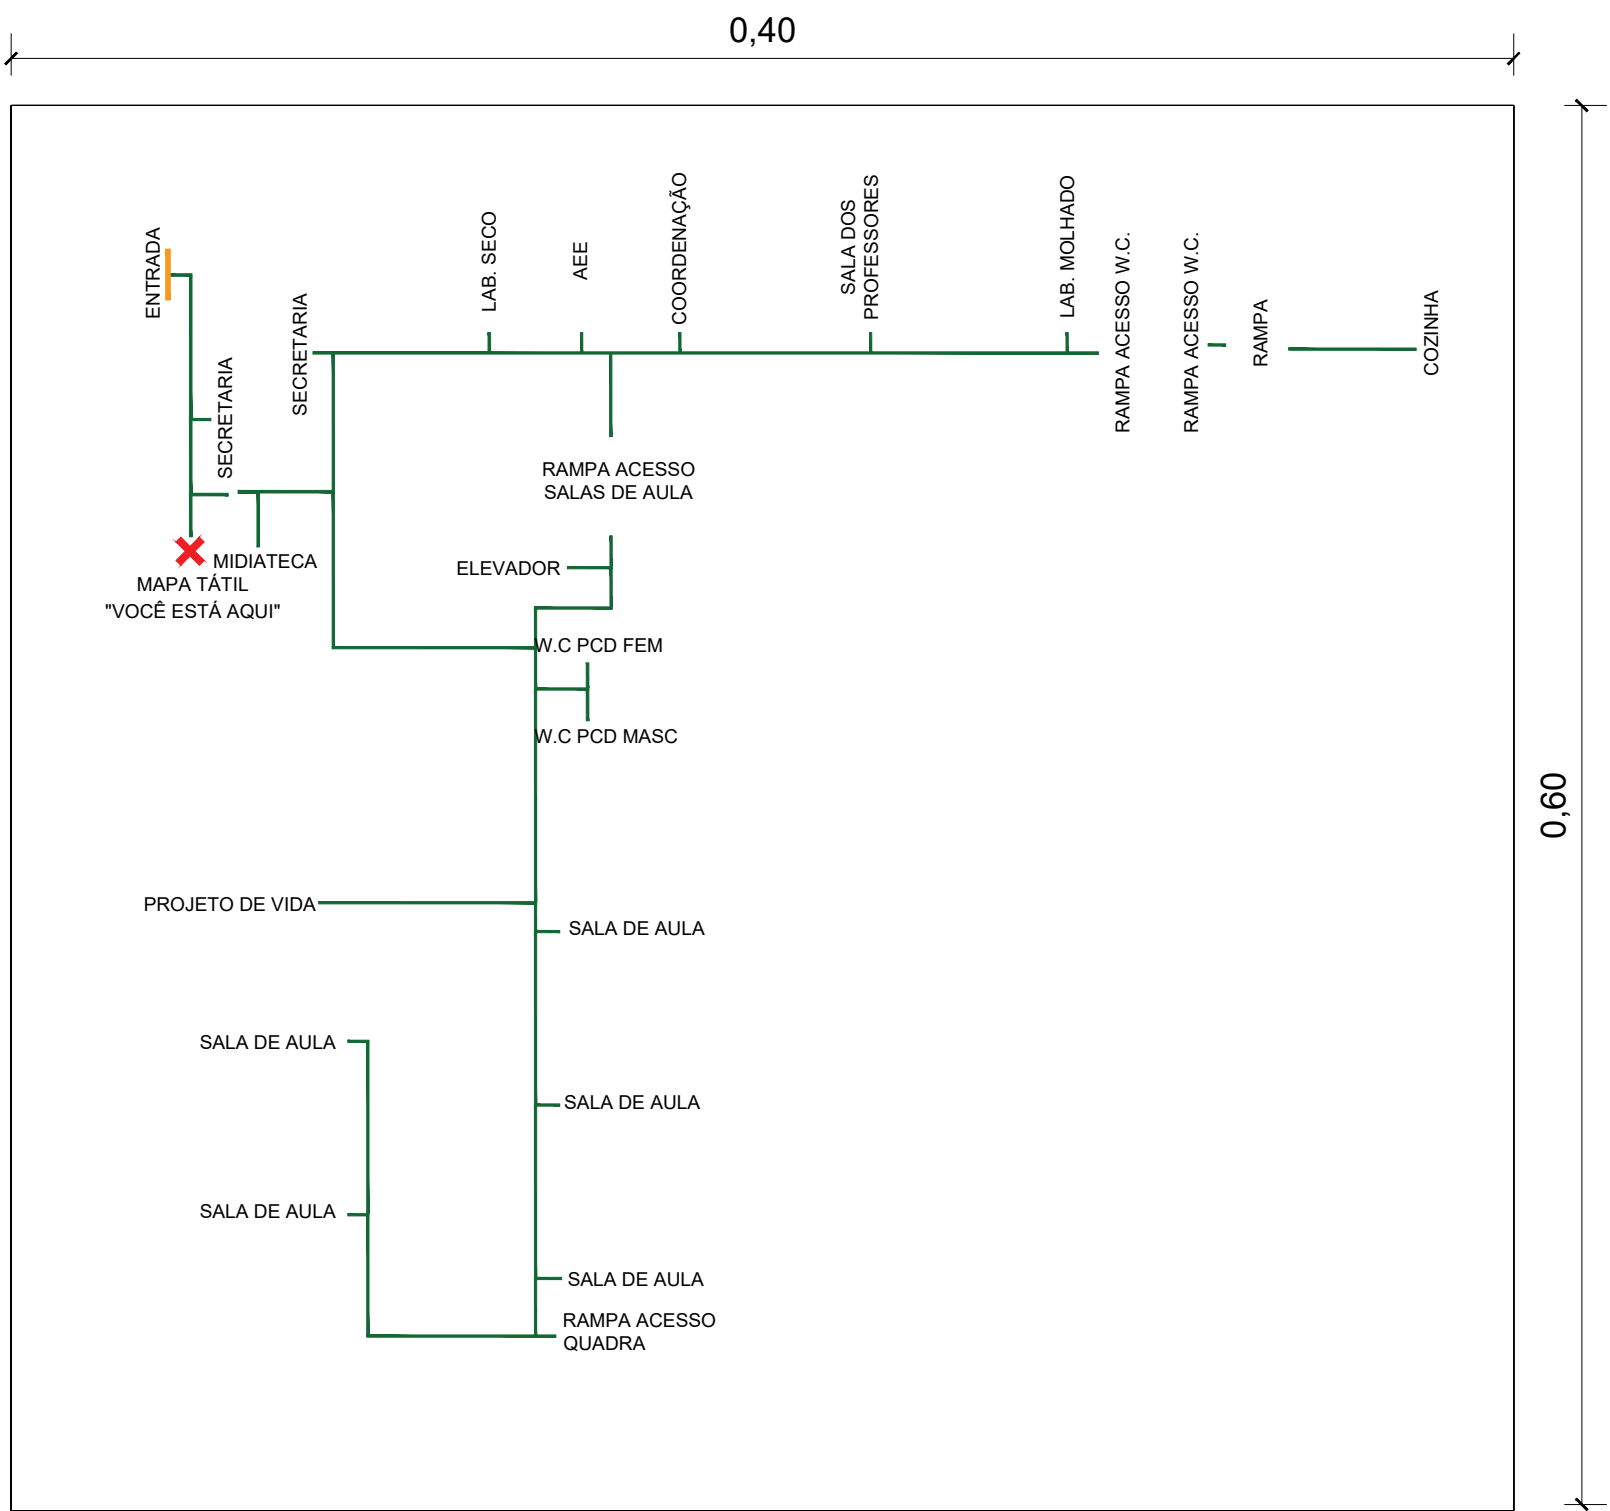 0,40
ENTRADA
SECRETARIA
SECRETARIA
LAB. SECO
AEE
COORDENAÇÃO
SALA DOS
PROFESSORES
LAB. MOLHADO
RAMPA ACESSO W.C.
RAMPA ACESSO W.C.
RAMPA
COZINHA
RAMPA ACESSO
SALAS DE AULA
MIDIATECA
MAPA TÁTIL
"VOCÊ ESTÁ AQUI"
ELEVADOR
W.C PCD FEM
W.C PCD MASC
0,60
PROJETO DE VIDA
SALA DE AULA
SALA DE AULA
SALA DE AULA
SALA DE AULA
SALA DE AULA
RAMPA ACESSO
QUADRA